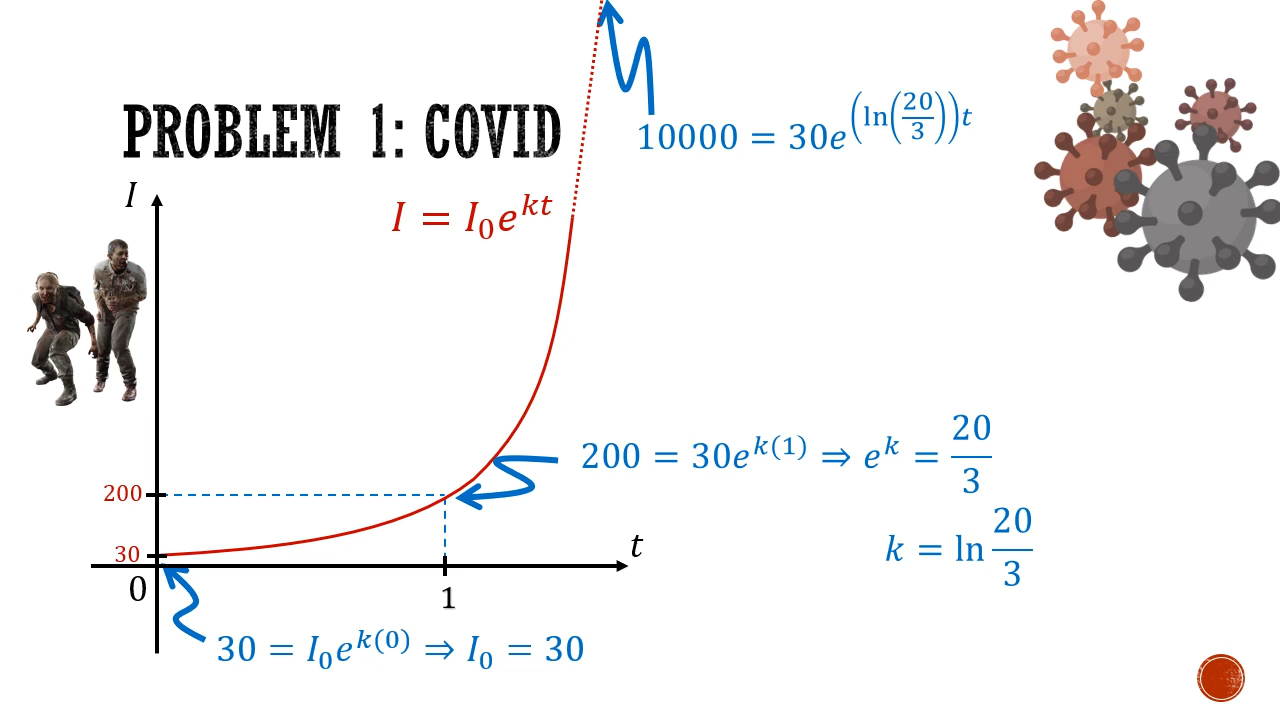 PROBLEM 1: COVID
10000 = 30e^{(ln(20/3))t}
I
I = I₀e^{kt}
200 = 30e^{k(1)} ⇒ e^k = 20/3
200
k = ln 20/3
30
t
0
1
30 = I₀e^{k(0)} ⇒ I₀ = 30